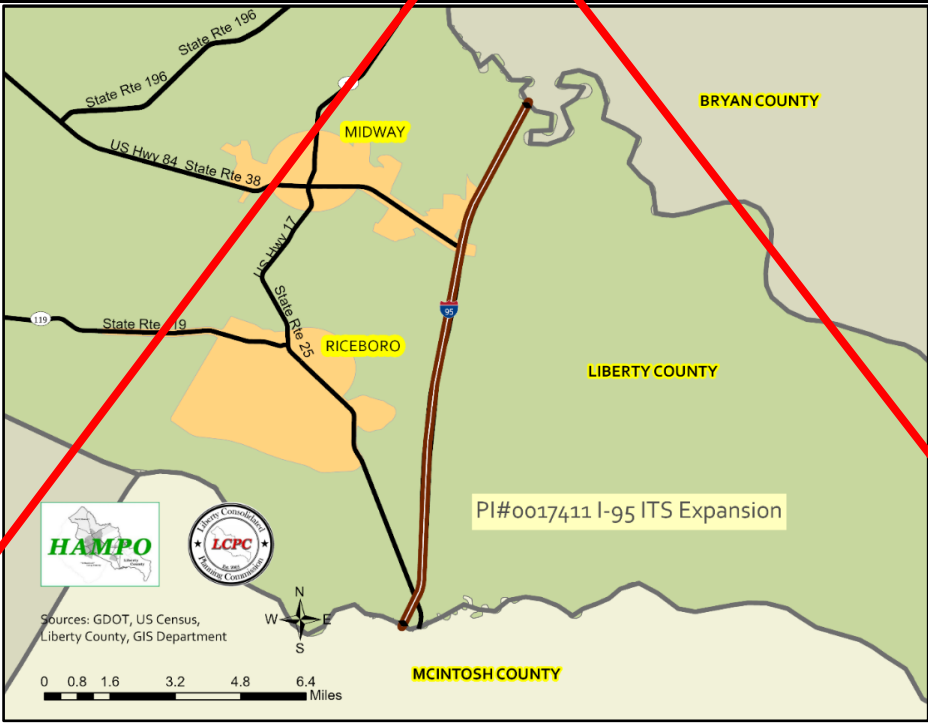 State Rte 196
State Rte 196
BRYAN COUNTY
MIDWAY
US Hwy 84 State Rte 38
US Hwy 17
State Rte 25
95
119
State Rte 119
RICEBORO
LIBERTY COUNTY
PI#0017411 I-95 ITS Expansion
HAMPO
Liberty
County
Liberty Consolidated
LCPC
Planning Commission
N
W
E
S
Sources: GDOT, US Census,
Liberty County, GIS Department
MCINTOSH COUNTY
0 0.8 1.6 3.2 4.8 6.4
Miles